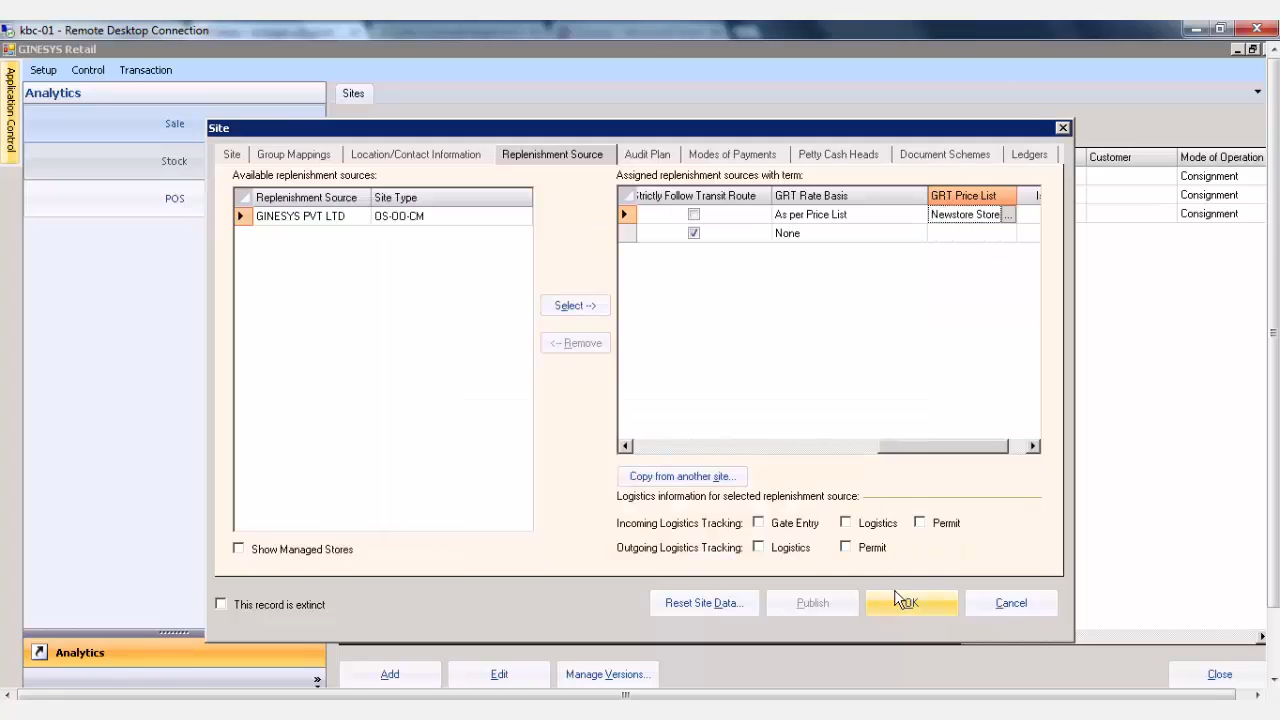 kbc-01 - Remote Desktop Connection
GINESYS Retail
Setup Control Transaction
Application Control
Analytics
Sites
Sale
Stock
POS
Customer Mode of Operation
Consignment
Consignment
Consignment
Site
Site Group Mappings Location/Contact Information Replenishment Source Audit Plan Modes of Payments Petty Cash Heads Document Schemes Ledgers
Available replenishment sources:
Replenishment Source Site Type
GINESYS PVT LTD OS-OO-CM
Select -->
<-- Remove
Show Managed Stores
Assigned replenishment sources with term:
Strictly Follow Transit Route GRT Rate Basis GRT Price List Is
As per Price List Newstore Store ...
None
Copy from another site...
Logistics information for selected replenishment source:
Incoming Logistics Tracking: Gate Entry Logistics Permit
Outgoing Logistics Tracking: Logistics Permit
This record is extinct
Reset Site Data... Publish OK Cancel
Analytics
Add Edit Manage Versions... Close